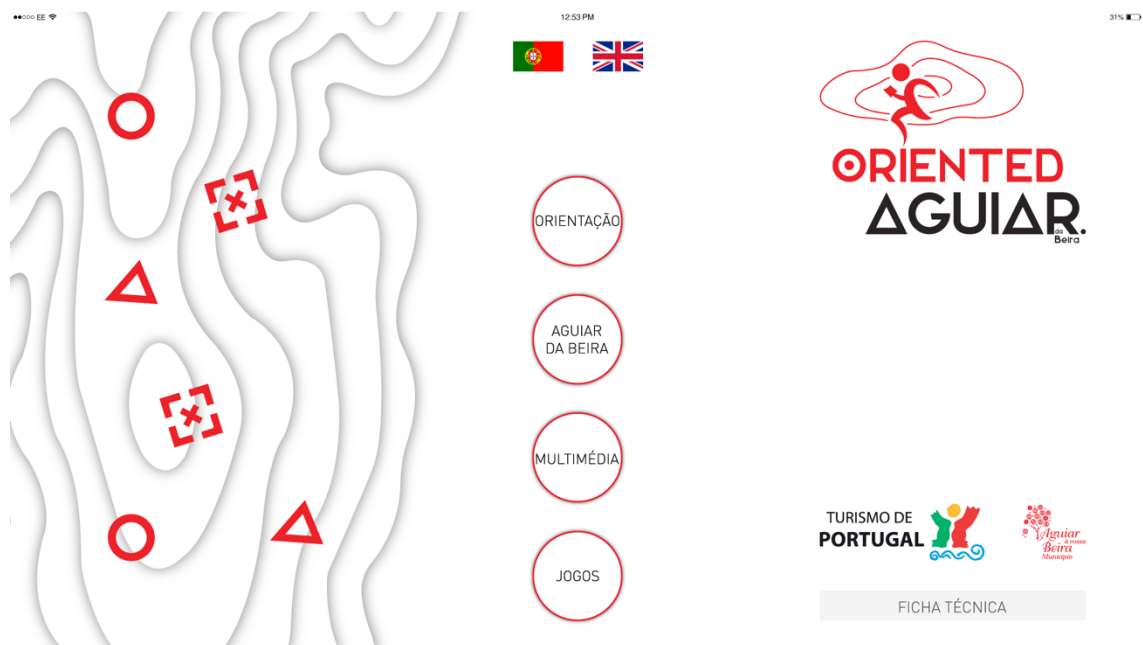 EE
12:53 PM
31%
ORIENTAÇÃO
AGUIAR
DA BEIRA
MULTIMÉDIA
JOGOS
ORIENTED
AGUIAR.
da
Beira
TURISMO DE
PORTUGAL
Aguiar
Beira
Município
FICHA TÉCNICA